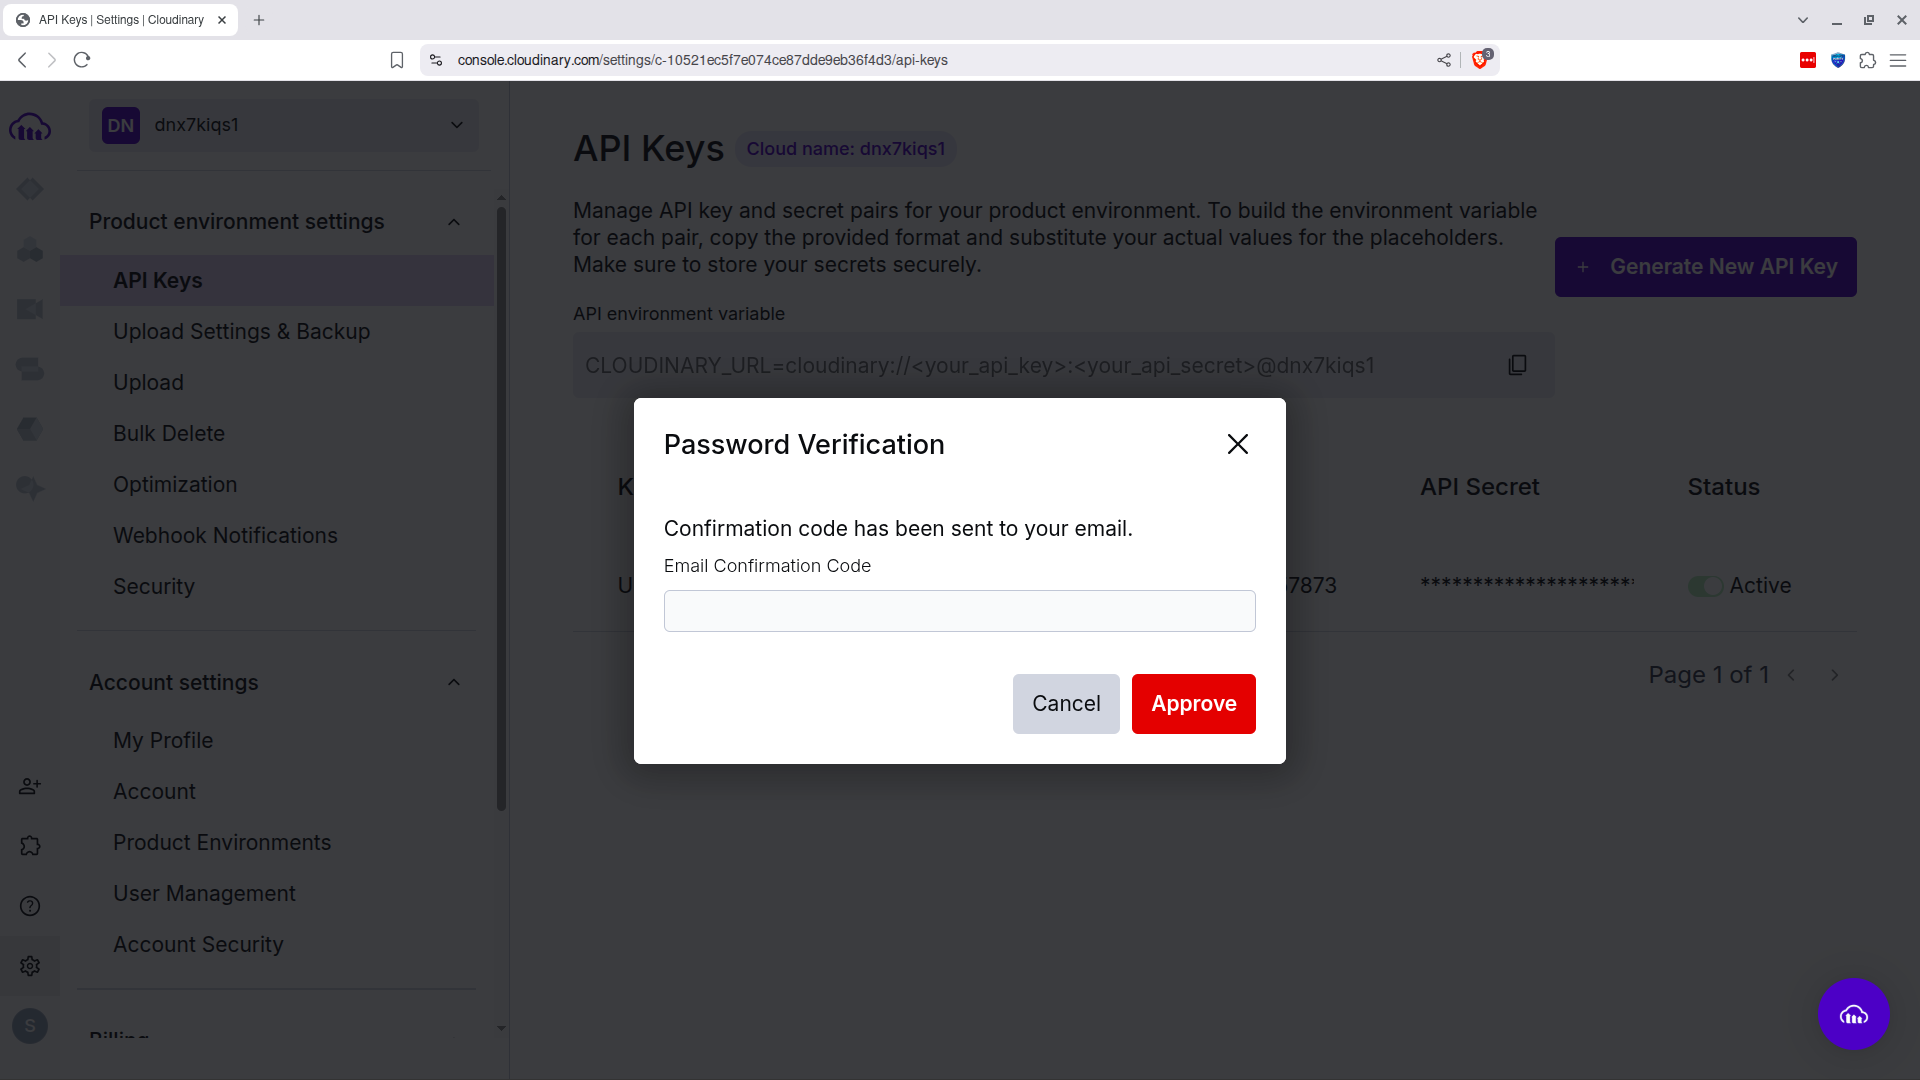 API Keys | Settings | Cloudinary
console.cloudinary.com/settings/c-10521ec5f7e074ce87dde9eb36f4d3/api-keys
3
DN
dnx7kiqs1
Product environment settings
API Keys
Upload Settings & Backup
Upload
Bulk Delete
Optimization
Webhook Notifications
Security
Account settings
My Profile
Account
Product Environments
User Management
Account Security
S
API Keys
Cloud name: dnx7kiqs1
Manage API key and secret pairs for your product environment. To build the environment variable
for each pair, copy the provided format and substitute your actual values for the placeholders.
Make sure to store your secrets securely.
Generate New API Key
API environment variable
CLOUDINARY_URL=cloudinary://<your_api_key>:<your_api_secret>@dnx7kiqs1
API Secret
Status
7873
********************
Active
Page 1 of 1
Password Verification
Confirmation code has been sent to your email.
Email Confirmation Code
Cancel
Approve